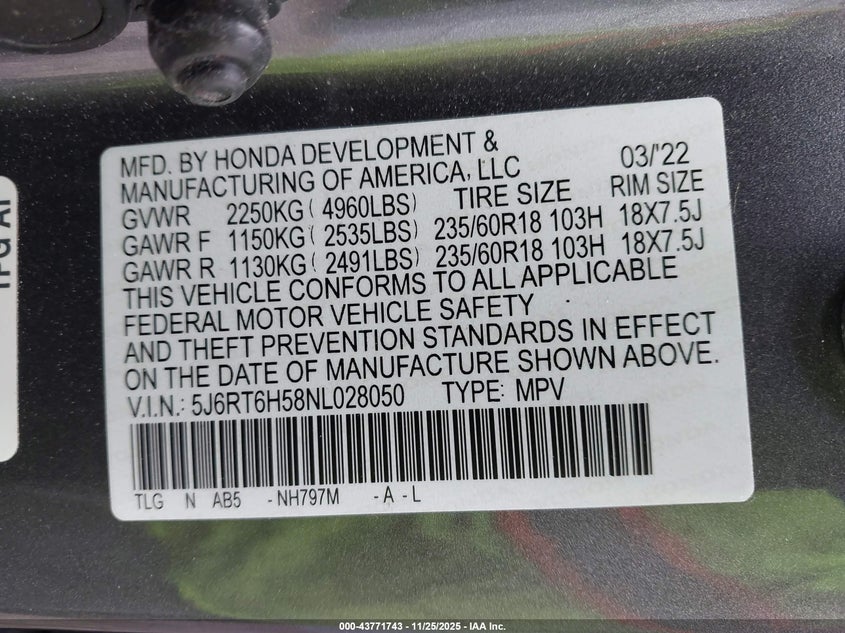 MFD. BY HONDA DEVELOPMENT & 03/'22
MANUFACTURING OF AMERICA, LLC TIRE SIZE RIM SIZE
GVWR 2250KG( 4960LBS)
GAWR F 1150KG( 2535LBS) 235/60R18 103H 18X7.5J
GAWR R 1130KG( 2491LBS) 235/60R18 103H 18X7.5J
THIS VEHICLE CONFORMS TO ALL APPLICABLE
FEDERAL MOTOR VEHICLE SAFETY
AND THEFT PREVENTION STANDARDS IN EFFECT
ON THE DATE OF MANUFACTURE SHOWN ABOVE.
V.I.N.: 5J6RT6H58NL028050 TYPE: MPV
TLG N AB5 -NH797M -A -L
000-43771743 - 11/25/2025 - IAA Inc.